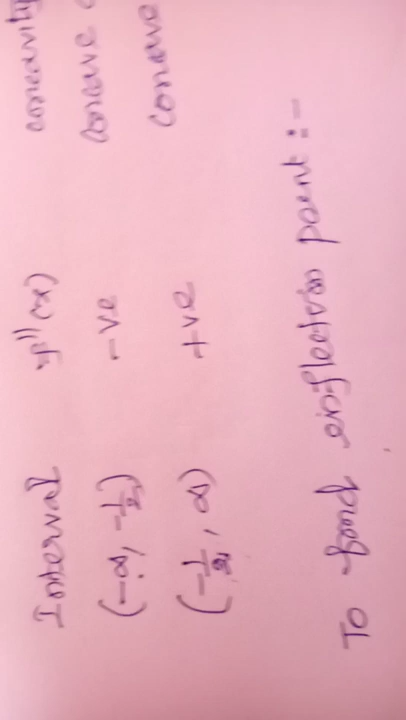 Interval f''(x) concavity
(-∞, -1/2) -ve concave
(-1/2, ∞) +ve concave
To find inflection point :-